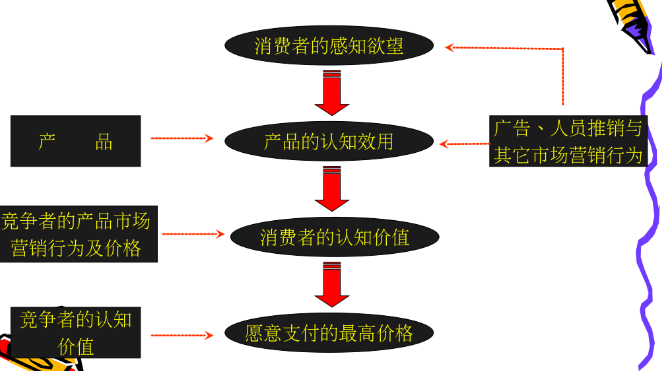 消费者的感知欲望
产品
产品的认知效用
广告、人员推销与
其它市场营销行为
竞争者的产品市场
营销行为及价格
消费者的认知价值
竞争者的认知
价值
愿意支付的最高价格